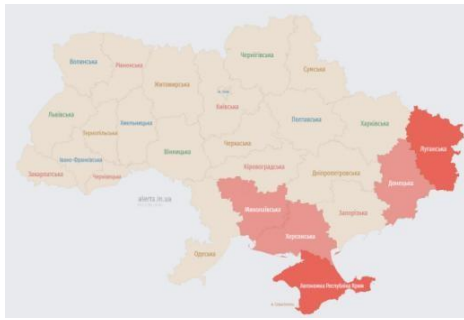 Чернігівська
Волинська
Рівненська
Сумська
Житомирська
Київська
Львівська
Хмельницька
Полтавська
Харківська
Тернопільська
Луганська
Черкаська
Івано-Франківська
Вінницька
Кіровоградська
Дніпропетровська
Донецька
Закарпатська
Чернівецька
alerts.in.ua
Миколаївська
Запорізька
Херсонська
Одеська
Автономна Республіка Крим